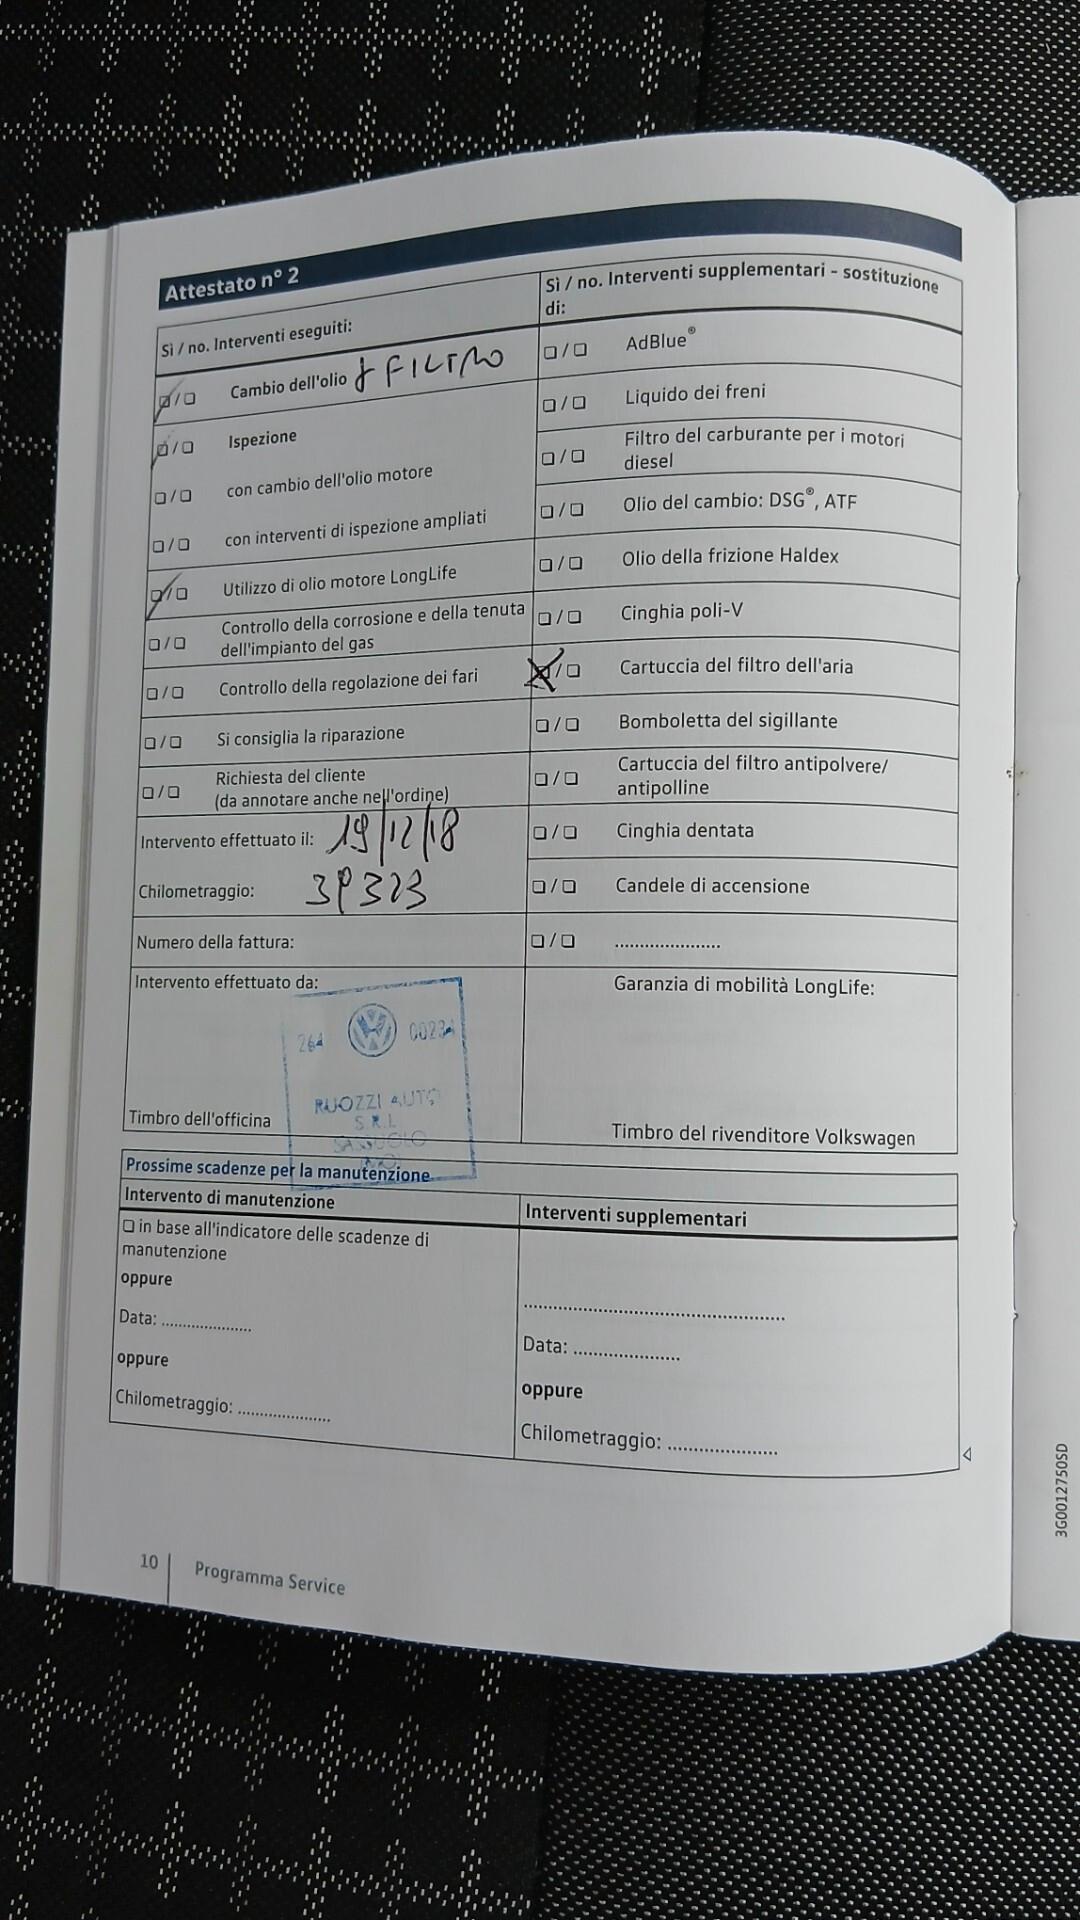 Attestato n° 2
Sì / no. Interventi eseguiti:
❏ / ❏ Cambio dell'olio + FILTRO
❏ / ❏ Ispezione
❏ / ❏ con cambio dell'olio motore
❏ / ❏ con interventi di ispezione ampliati
❏ / ❏ Utilizzo di olio motore LongLife
❏ / ❏ Controllo della corrosione e della tenuta
dell'impianto del gas
❏ / ❏ Controllo della regolazione dei fari
❏ / ❏ Si consiglia la riparazione
❏ / ❏ Richiesta del cliente
(da annotare anche nell'ordine)
Intervento effettuato il: 19/12/18
Chilometraggio:
Numero della fattura:
Intervento effettuato da:
264 0023A
RUOZZI AUTO
S.R.L
SASSUOLO
Timbro dell'officina
Sì / no. Interventi supplementari - sostituzione
di:
❏ / ❏ AdBlue®
❏ / ❏ Liquido dei freni
❏ / ❏ Filtro del carburante per i motori
diesel
❏ / ❏ Olio del cambio: DSG®, ATF
❏ / ❏ Olio della frizione Haldex
❏ / ❏ Cinghia poli-V
❏ / ❏ Cartuccia del filtro dell'aria
❏ / ❏ Bomboletta del sigillante
❏ / ❏ Cartuccia del filtro antipolvere/
antipolline
❏ / ❏ Cinghia dentata
❏ / ❏ Candele di accensione
❏ / ❏ .....................
Garanzia di mobilità LongLife:
Timbro del rivenditore Volkswagen
Prossime scadenze per la manutenzione
Intervento di manutenzione
❏ in base all'indicatore delle scadenze di
manutenzione
oppure
Data: ....................
oppure
Chilometraggio: .....................
Interventi supplementari
..........................................................
Data: ........................
oppure
Chilometraggio: ........................
10 Programma Service
3G0012750SD